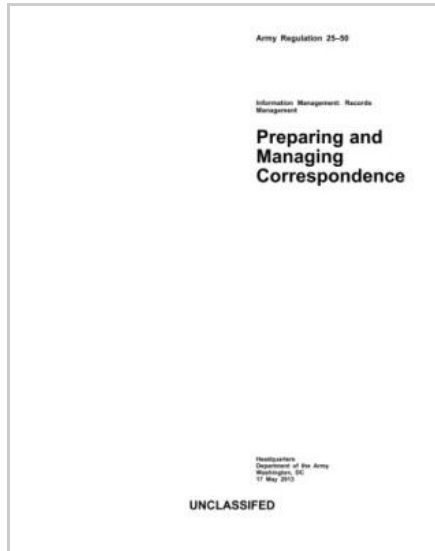 Army Regulation 25–50
Information Management: Records
Management
Preparing and
Managing
Correspondence
Headquarters
Department of the Army
Washington, DC
17 May 2013
UNCLASSIFED